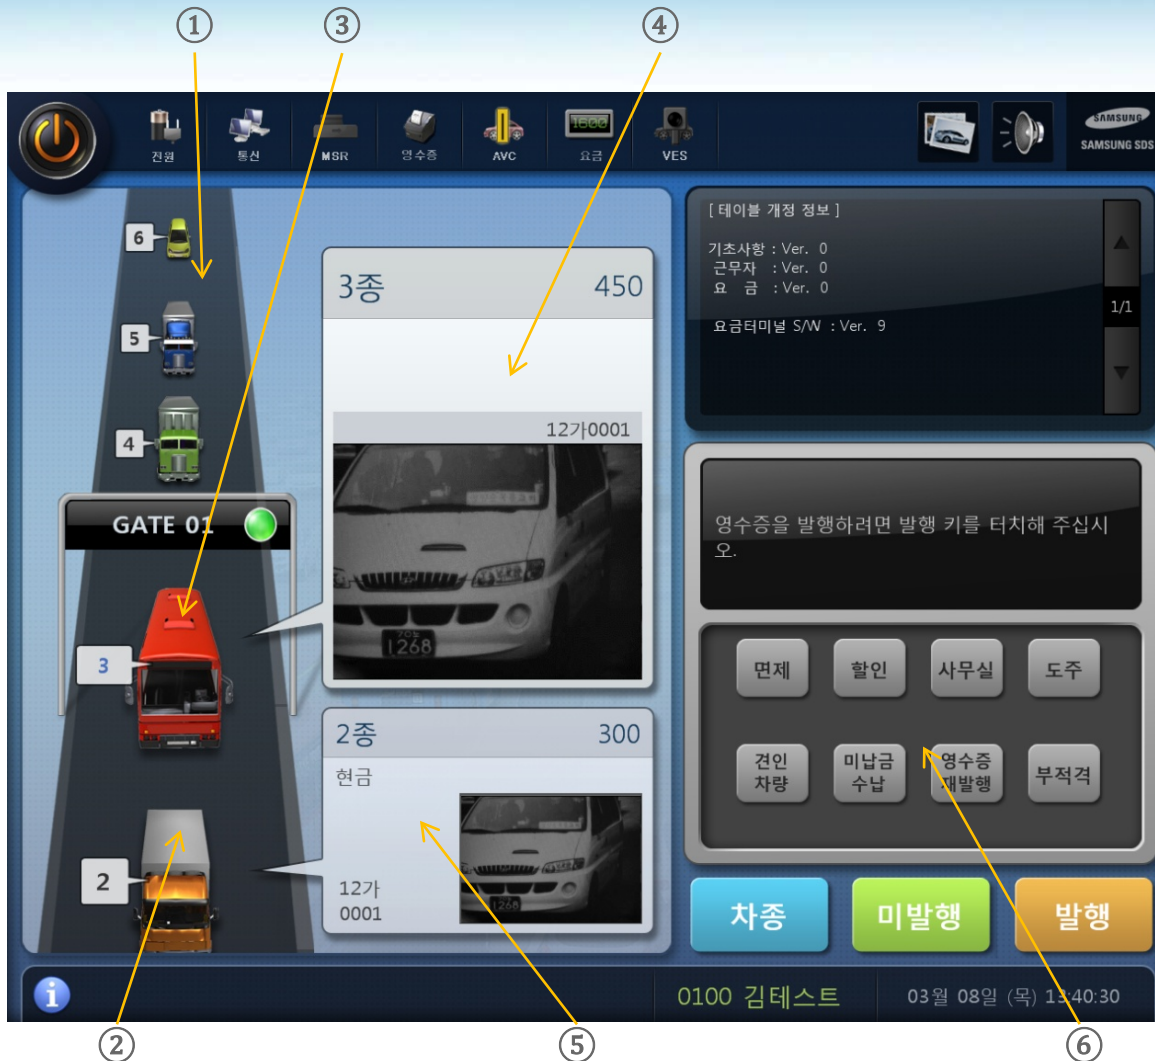 ① ③ ④
전원 통신 MSR 영수증 AVC 1600 요금 VES
SAMSUNG
SAMSUNG SDS
6
5
4
GATE 01
3
2
3종 450
12가0001
1268
2종 300
현금
12가
0001
1268
[ 테이블 개정 정보 ]
기초사항 : Ver. 0
근무자 : Ver. 0
요 금 : Ver. 0
요금터미널 S/W : Ver. 9
1/1
영수증을 발행하려면 발행 키를 터치해 주십시
오.
면제 할인 사무실 도주
견인
차량
미납금
수납
영수증
재발행
부적격
차종 미발행 발행
0100 김테스트 03월 08일 (목) 13:40:30
② ⑤ ⑥